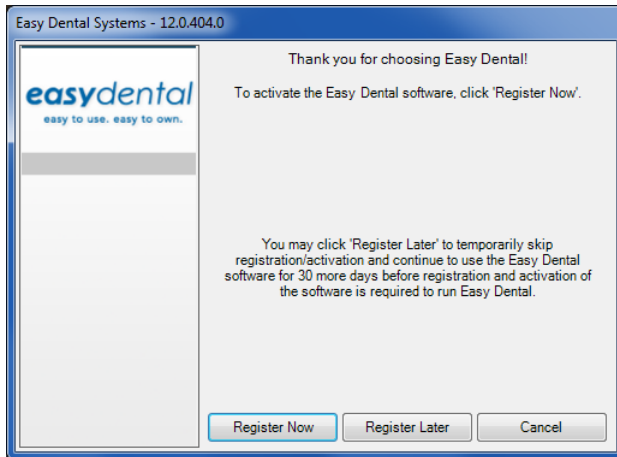 Easy Dental Systems - 12.0.404.0
easydental
easy to use. easy to own.
Thank you for choosing Easy Dental!
To activate the Easy Dental software, click 'Register Now'.
You may click 'Register Later' to temporarily skip
registration/activation and continue to use the Easy Dental
software for 30 more days before registration and activation of
the software is required to run Easy Dental.
Register Now
Register Later
Cancel